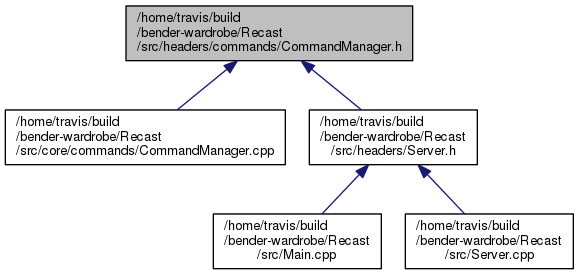 /home/travis/build
/bender-wardrobe/Recast
/src/headers/commands/CommandManager.h
/home/travis/build
/bender-wardrobe/Recast
/src/core/commands/CommandManager.cpp
/home/travis/build
/bender-wardrobe/Recast
/src/headers/Server.h
/home/travis/build
/bender-wardrobe/Recast
/src/Main.cpp
/home/travis/build
/bender-wardrobe/Recast
/src/Server.cpp